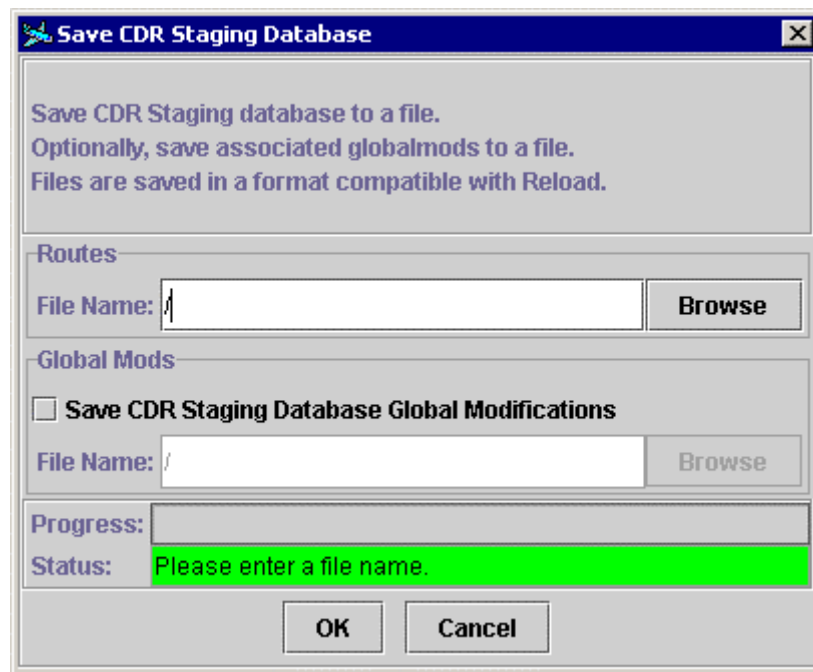 Save CDR Staging Database
Save CDR Staging database to a file.
Optionally, save associated globalmods to a file.
Files are saved in a format compatible with Reload.
Routes
File Name: / Browse
Global Mods
Save CDR Staging Database Global Modifications
File Name: / Browse
Progress:
Status: Please enter a file name.
OK Cancel